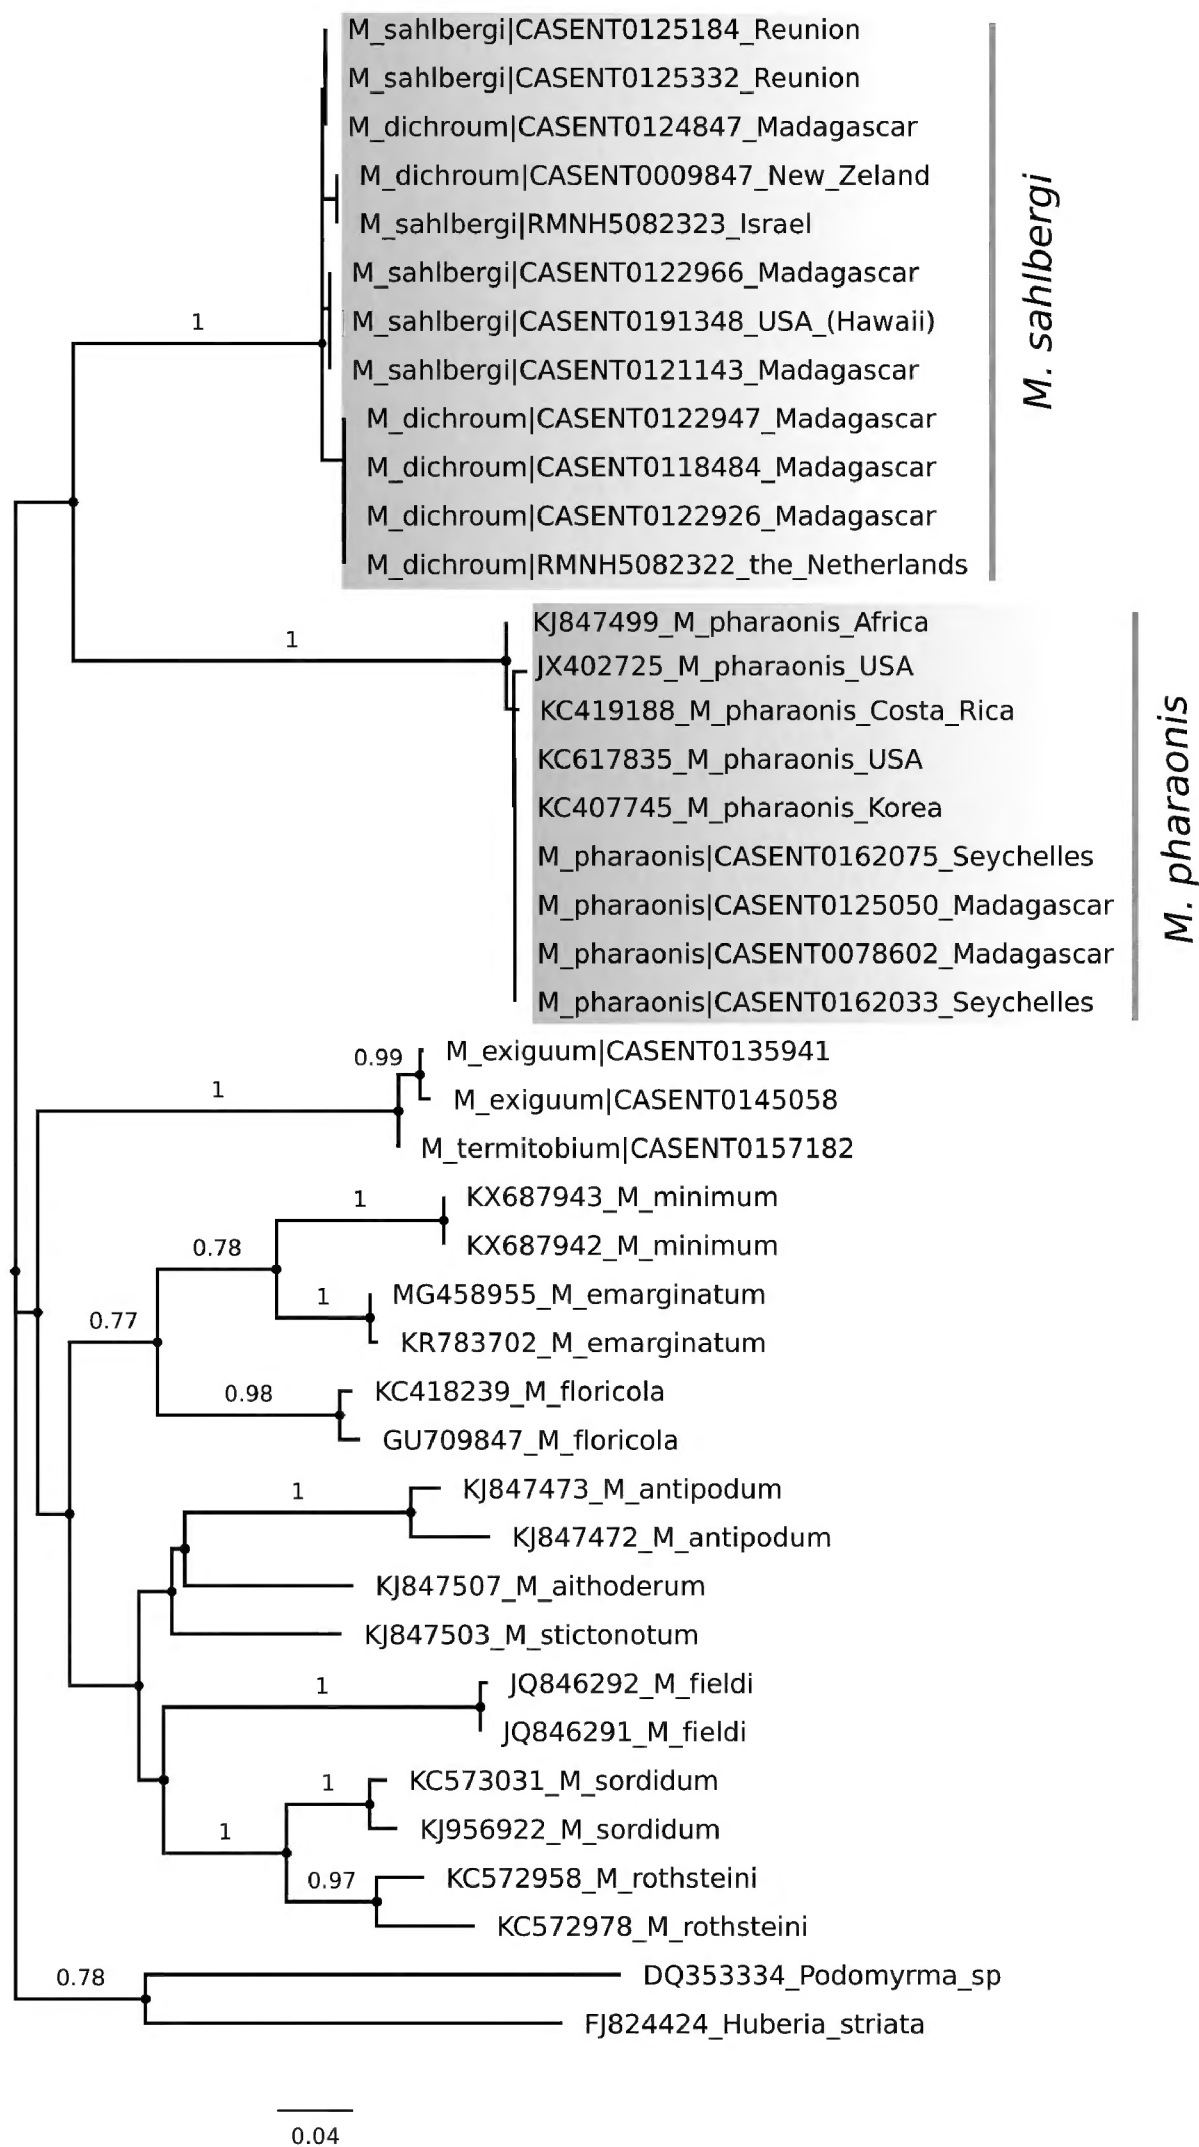 M_sahlbergi|CASENT0125184_Reunion
M_sahlbergi|CASENT0125332_Reunion
M_dichroum|CASENT0124847_Madagascar
M_dichroum|CASENT0009847_New_Zeland
M_sahlbergi|RMNH5082323_Israel
M_sahlbergi|CASENT0122966_Madagascar
1
M_sahlbergi|CASENT0191348_USA_(Hawaii)
M_sahlbergi|CASENT0121143_Madagascar
M_dichroum|CASENT0122947_Madagascar
M_dichroum|CASENT0118484_Madagascar
M_dichroum|CASENT0122926_Madagascar
M_dichroum|RMNH5082322_the_Netherlands
M. sahlbergi
KJ847499_M_pharaonis_Africa
1
JX402725_M_pharaonis_USA
KC419188_M_pharaonis_Costa_Rica
KC617835_M_pharaonis_USA
KC407745_M_pharaonis_Korea
M_pharaonis|CASENT0162075_Seychelles
M_pharaonis|CASENT0125050_Madagascar
M_pharaonis|CASENT0078602_Madagascar
M_pharaonis|CASENT0162033_Seychelles
M. pharaonis
0.99
M_exiguum|CASENT0135941
1
M_exiguum|CASENT0145058
M_termitobium|CASENT0157182
1
KX687943_M_minimum
0.78
KX687942_M_minimum
1
MG458955_M_emarginatum
0.77
KR783702_M_emarginatum
0.98
KC418239_M_floricola
GU709847_M_floricola
1
KJ847473_M_antipodum
KJ847472_M_antipodum
KJ847507_M_aithoderum
KJ847503_M_stictonotum
1
JQ846292_M_fieldi
JQ846291_M_fieldi
1
KC573031_M_sordidum
1
KJ956922_M_sordidum
0.97
KC572958_M_rothsteini
KC572978_M_rothsteini
0.78
DQ353334_Podomyrma_sp
FJ824424_Huberia_striata
0.04